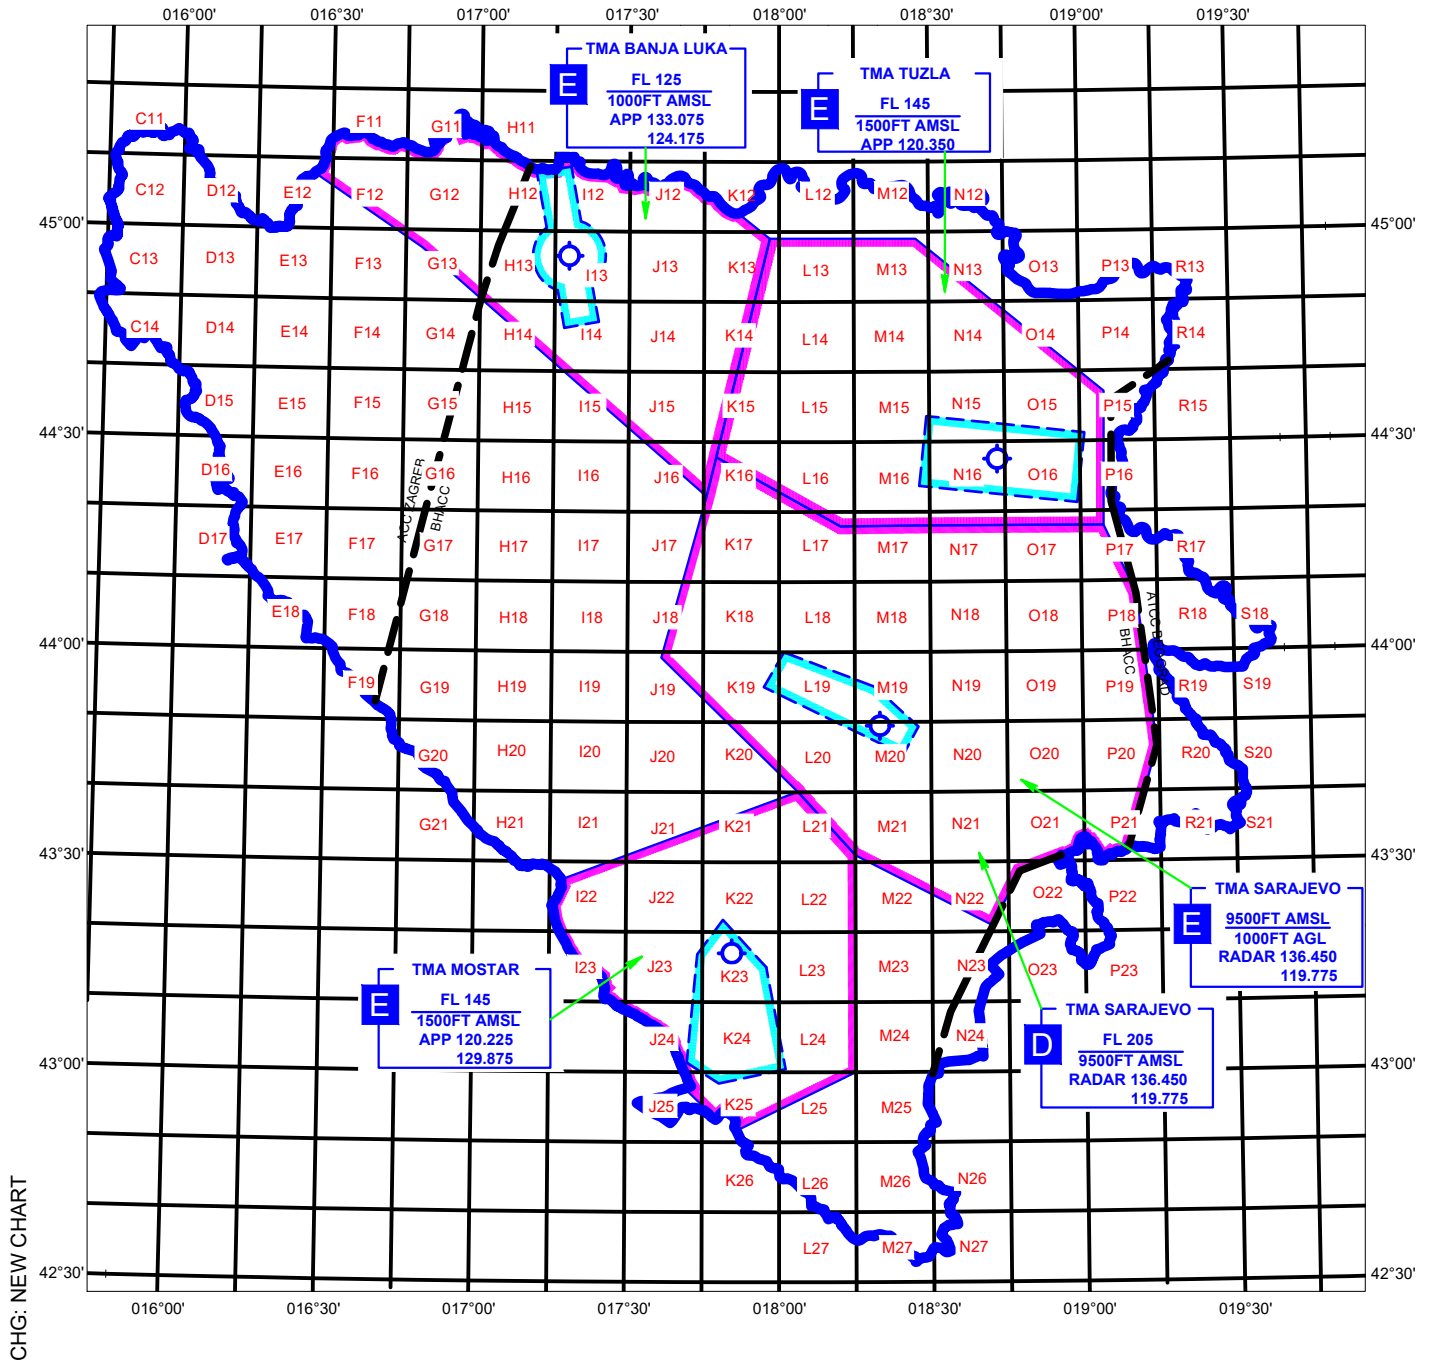 016°00' 016°30' 017°00' 017°30' 018°00' 018°30' 019°00' 019°30'
TMA BANJA LUKA
E
FL 125
1000FT AMSL
APP 133.075
124.175
TMA TUZLA
E
FL 145
1500FT AMSL
APP 120.350
C11 F11 G11 H11
C12 D12 E12 F12 G12 H12 I12 J12 K12 L12 M12 N12
45°00' 45°00'
C13 D13 E13 F13 G13 H13 I13 J13 K13 L13 M13 N13 O13 P13 R13
C14 D14 E14 F14 G14 H14 I14 J14 K14 L14 M14 N14 O14 P14 R14
D15 E15 F15 G15 H15 I15 J15 K15 L15 M15 N15 O15 P15 R15
44°30' 44°30'
D16 E16 F16 G16 H16 I16 J16 K16 L16 M16 N16 O16 P16
ACC ZAGREB
BHACC
D17 E17 F17 G17 H17 I17 J17 K17 L17 M17 N17 O17 P17 R17
E18 F18 G18 H18 I18 J18 K18 L18 M18 N18 O18 P18 R18 S18
ATCC BEOGRAD
BHACC
44°00' 44°00'
F19 G19 H19 I19 J19 K19 L19 M19 N19 O19 P19 R19 S19
G20 H20 I20 J20 K20 L20 M20 N20 O20 P20 R20 S20
G21 H21 I21 J21 K21 L21 M21 N21 O21 P21 R21 S21
43°30' 43°30'
I22 J22 K22 L22 M22 N22 O22 P22
TMA SARAJEVO
E
9500FT AMSL
1000FT AGL
RADAR 136.450
119.775
I23 J23 K23 L23 M23 N23 O23 P23
TMA MOSTAR
E
FL 145
1500FT AMSL
APP 120.225
129.875
TMA SARAJEVO
D
FL 205
9500FT AMSL
RADAR 136.450
119.775
J24 K24 L24 M24 N24
43°00' 43°00'
J25 K25 L25 M25
K26 L26 M26 N26
L27 M27 N27
42°30' 42°30'
016°00' 016°30' 017°00' 017°30' 018°00' 018°30' 019°00' 019°30'
CHG: NEW CHART